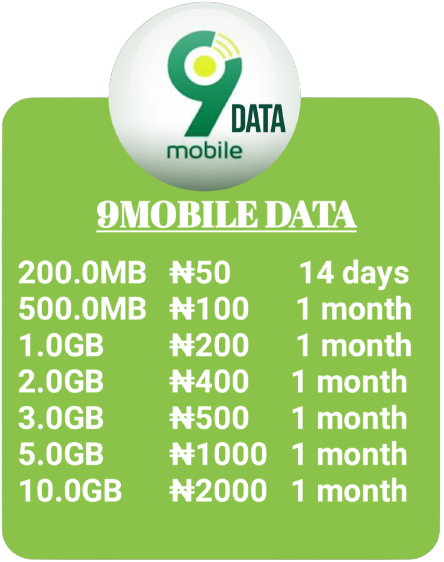 9
DATA
mobile
9MOBILE DATA
200.0MB ₦50 14 days
500.0MB ₦100 1 month
1.0GB ₦200 1 month
2.0GB ₦400 1 month
3.0GB ₦500 1 month
5.0GB ₦1000 1 month
10.0GB ₦2000 1 month